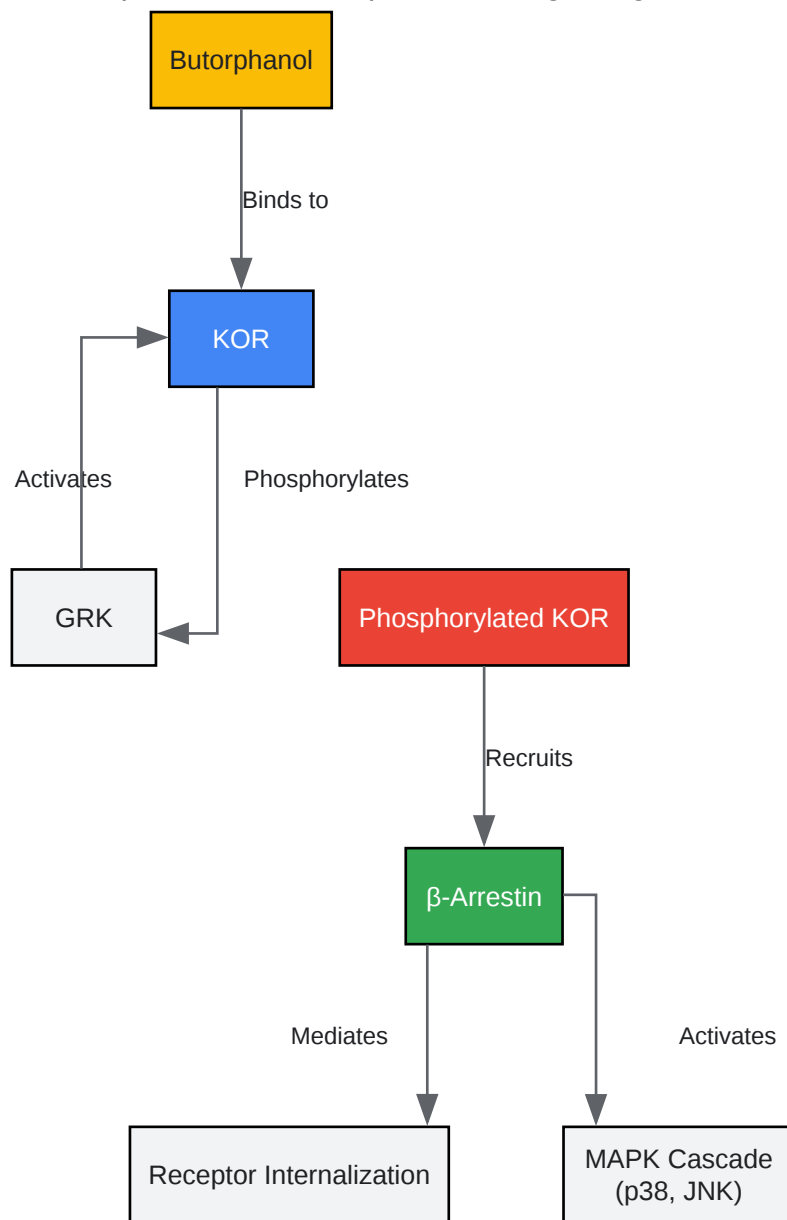 Butorphanol
Binds to
KOR
Activates
Phosphorylates
GRK
Phosphorylated KOR
Recruits
β-Arrestin
Mediates
Activates
Receptor Internalization
MAPK Cascade
(p38, JNK)